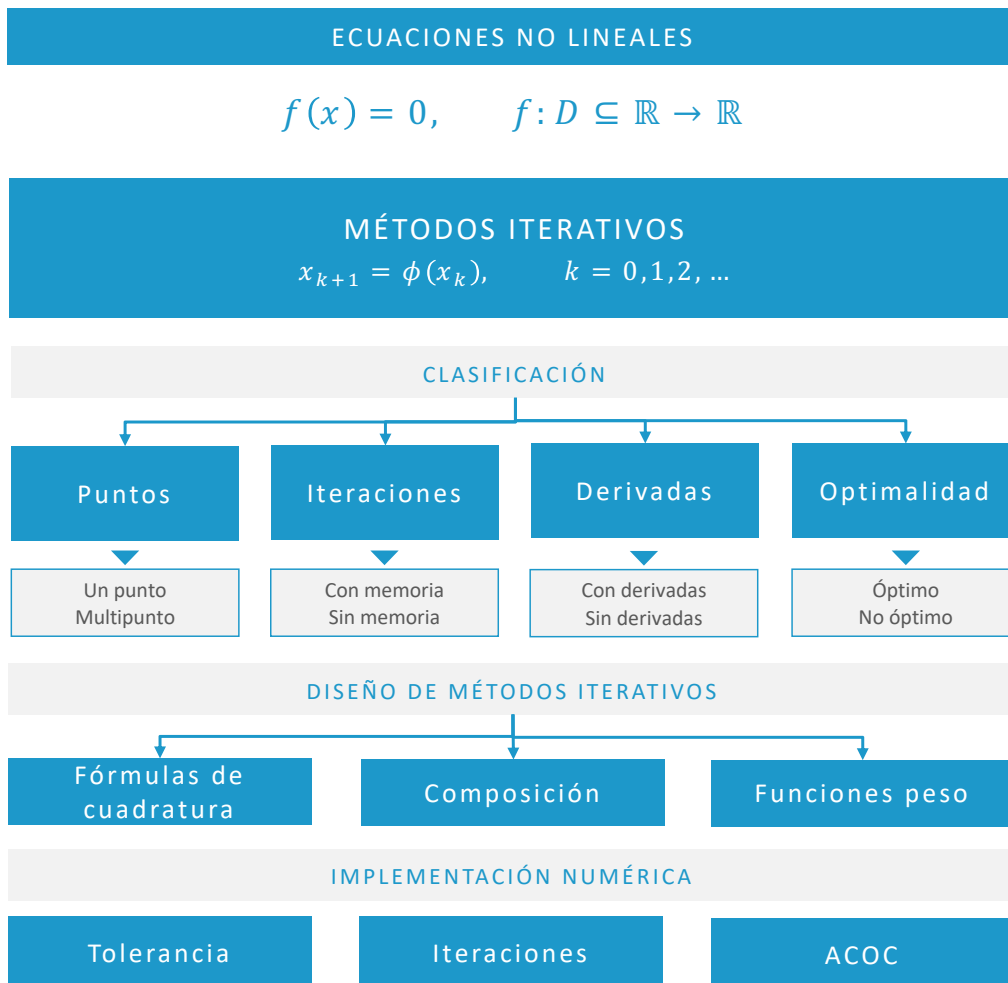 ECUACIONES NO LINEALES
f(x) = 0, f: D ⊆ ℝ → ℝ
MÉTODOS ITERATIVOS
x_{k+1} = ϕ(x_k), k = 0,1,2, …
CLASIFICACIÓN
Puntos
Iteraciones
Derivadas
Optimalidad
Un punto
Multipunto
Con memoria
Sin memoria
Con derivadas
Sin derivadas
Óptimo
No óptimo
DISEÑO DE MÉTODOS ITERATIVOS
Fórmulas de
cuadratura
Composición
Funciones peso
IMPLEMENTACIÓN NUMÉRICA
Tolerancia
Iteraciones
ACOC